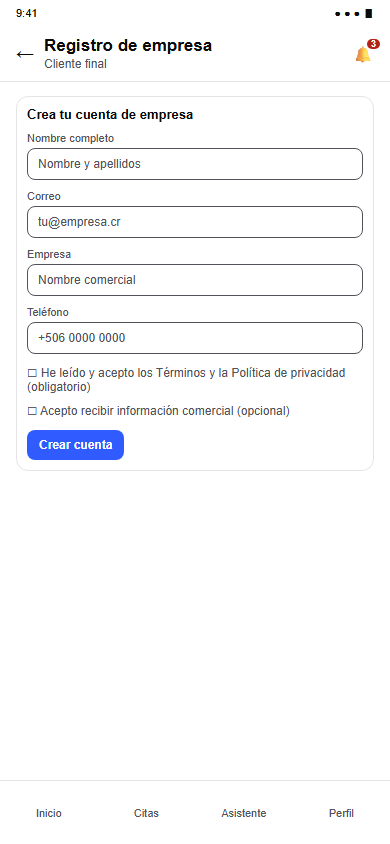 9:41
Registro de empresa
Cliente final
3
Crea tu cuenta de empresa
Nombre completo
Nombre y apellidos
Correo
tu@empresa.cr
Empresa
Nombre comercial
Teléfono
+506 0000 0000
☐ He leído y acepto los Términos y la Política de privacidad
(obligatorio)
☐ Acepto recibir información comercial (opcional)
Crear cuenta
Inicio
Citas
Asistente
Perfil